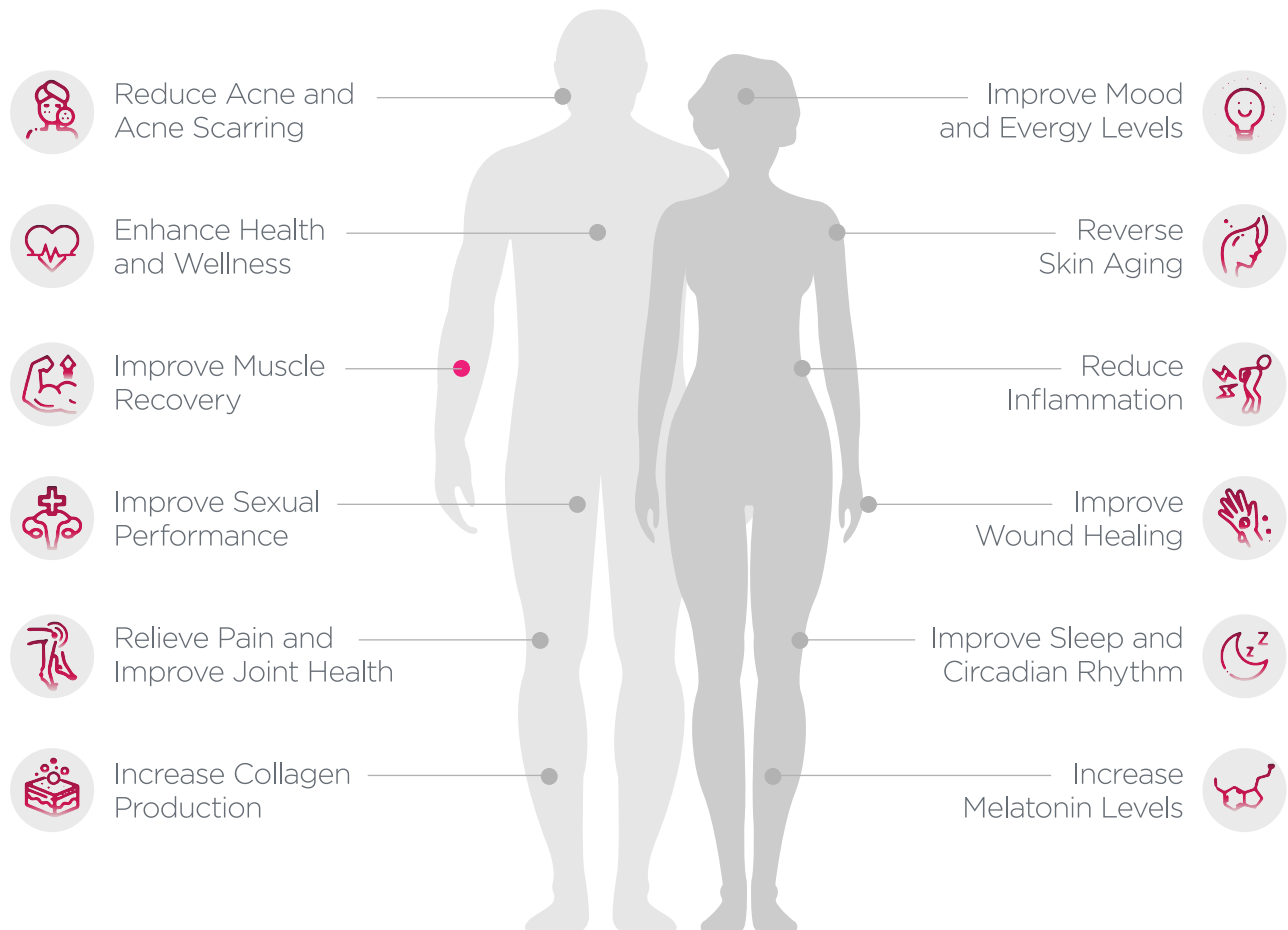 Reduce Acne and
Acne Scarring
Enhance Health
and Wellness
Improve Muscle
Recovery
Improve Sexual
Performance
Relieve Pain and
Improve Joint Health
Increase Collagen
Production
Improve Mood
and Evergy Levels
Reverse
Skin Aging
Reduce
Inflammation
Improve
Wound Healing
Improve Sleep and
Circadian Rhythm
Increase
Melatonin Levels
z Z